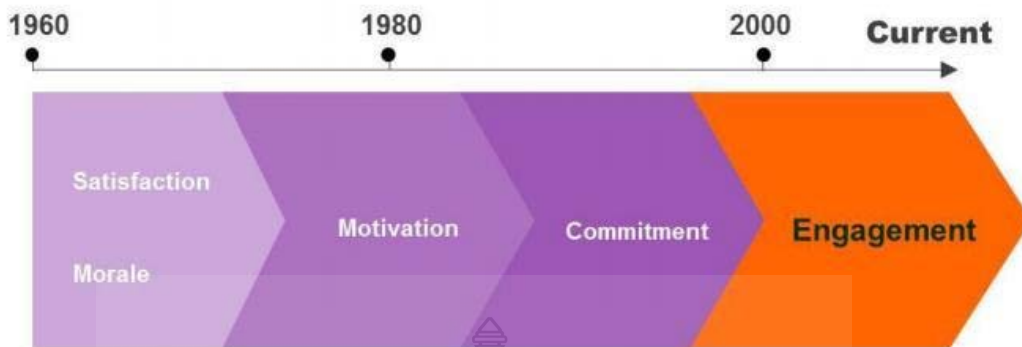 1960
1980
2000
Current
Satisfaction
Morale
Motivation
Commitment
Engagement